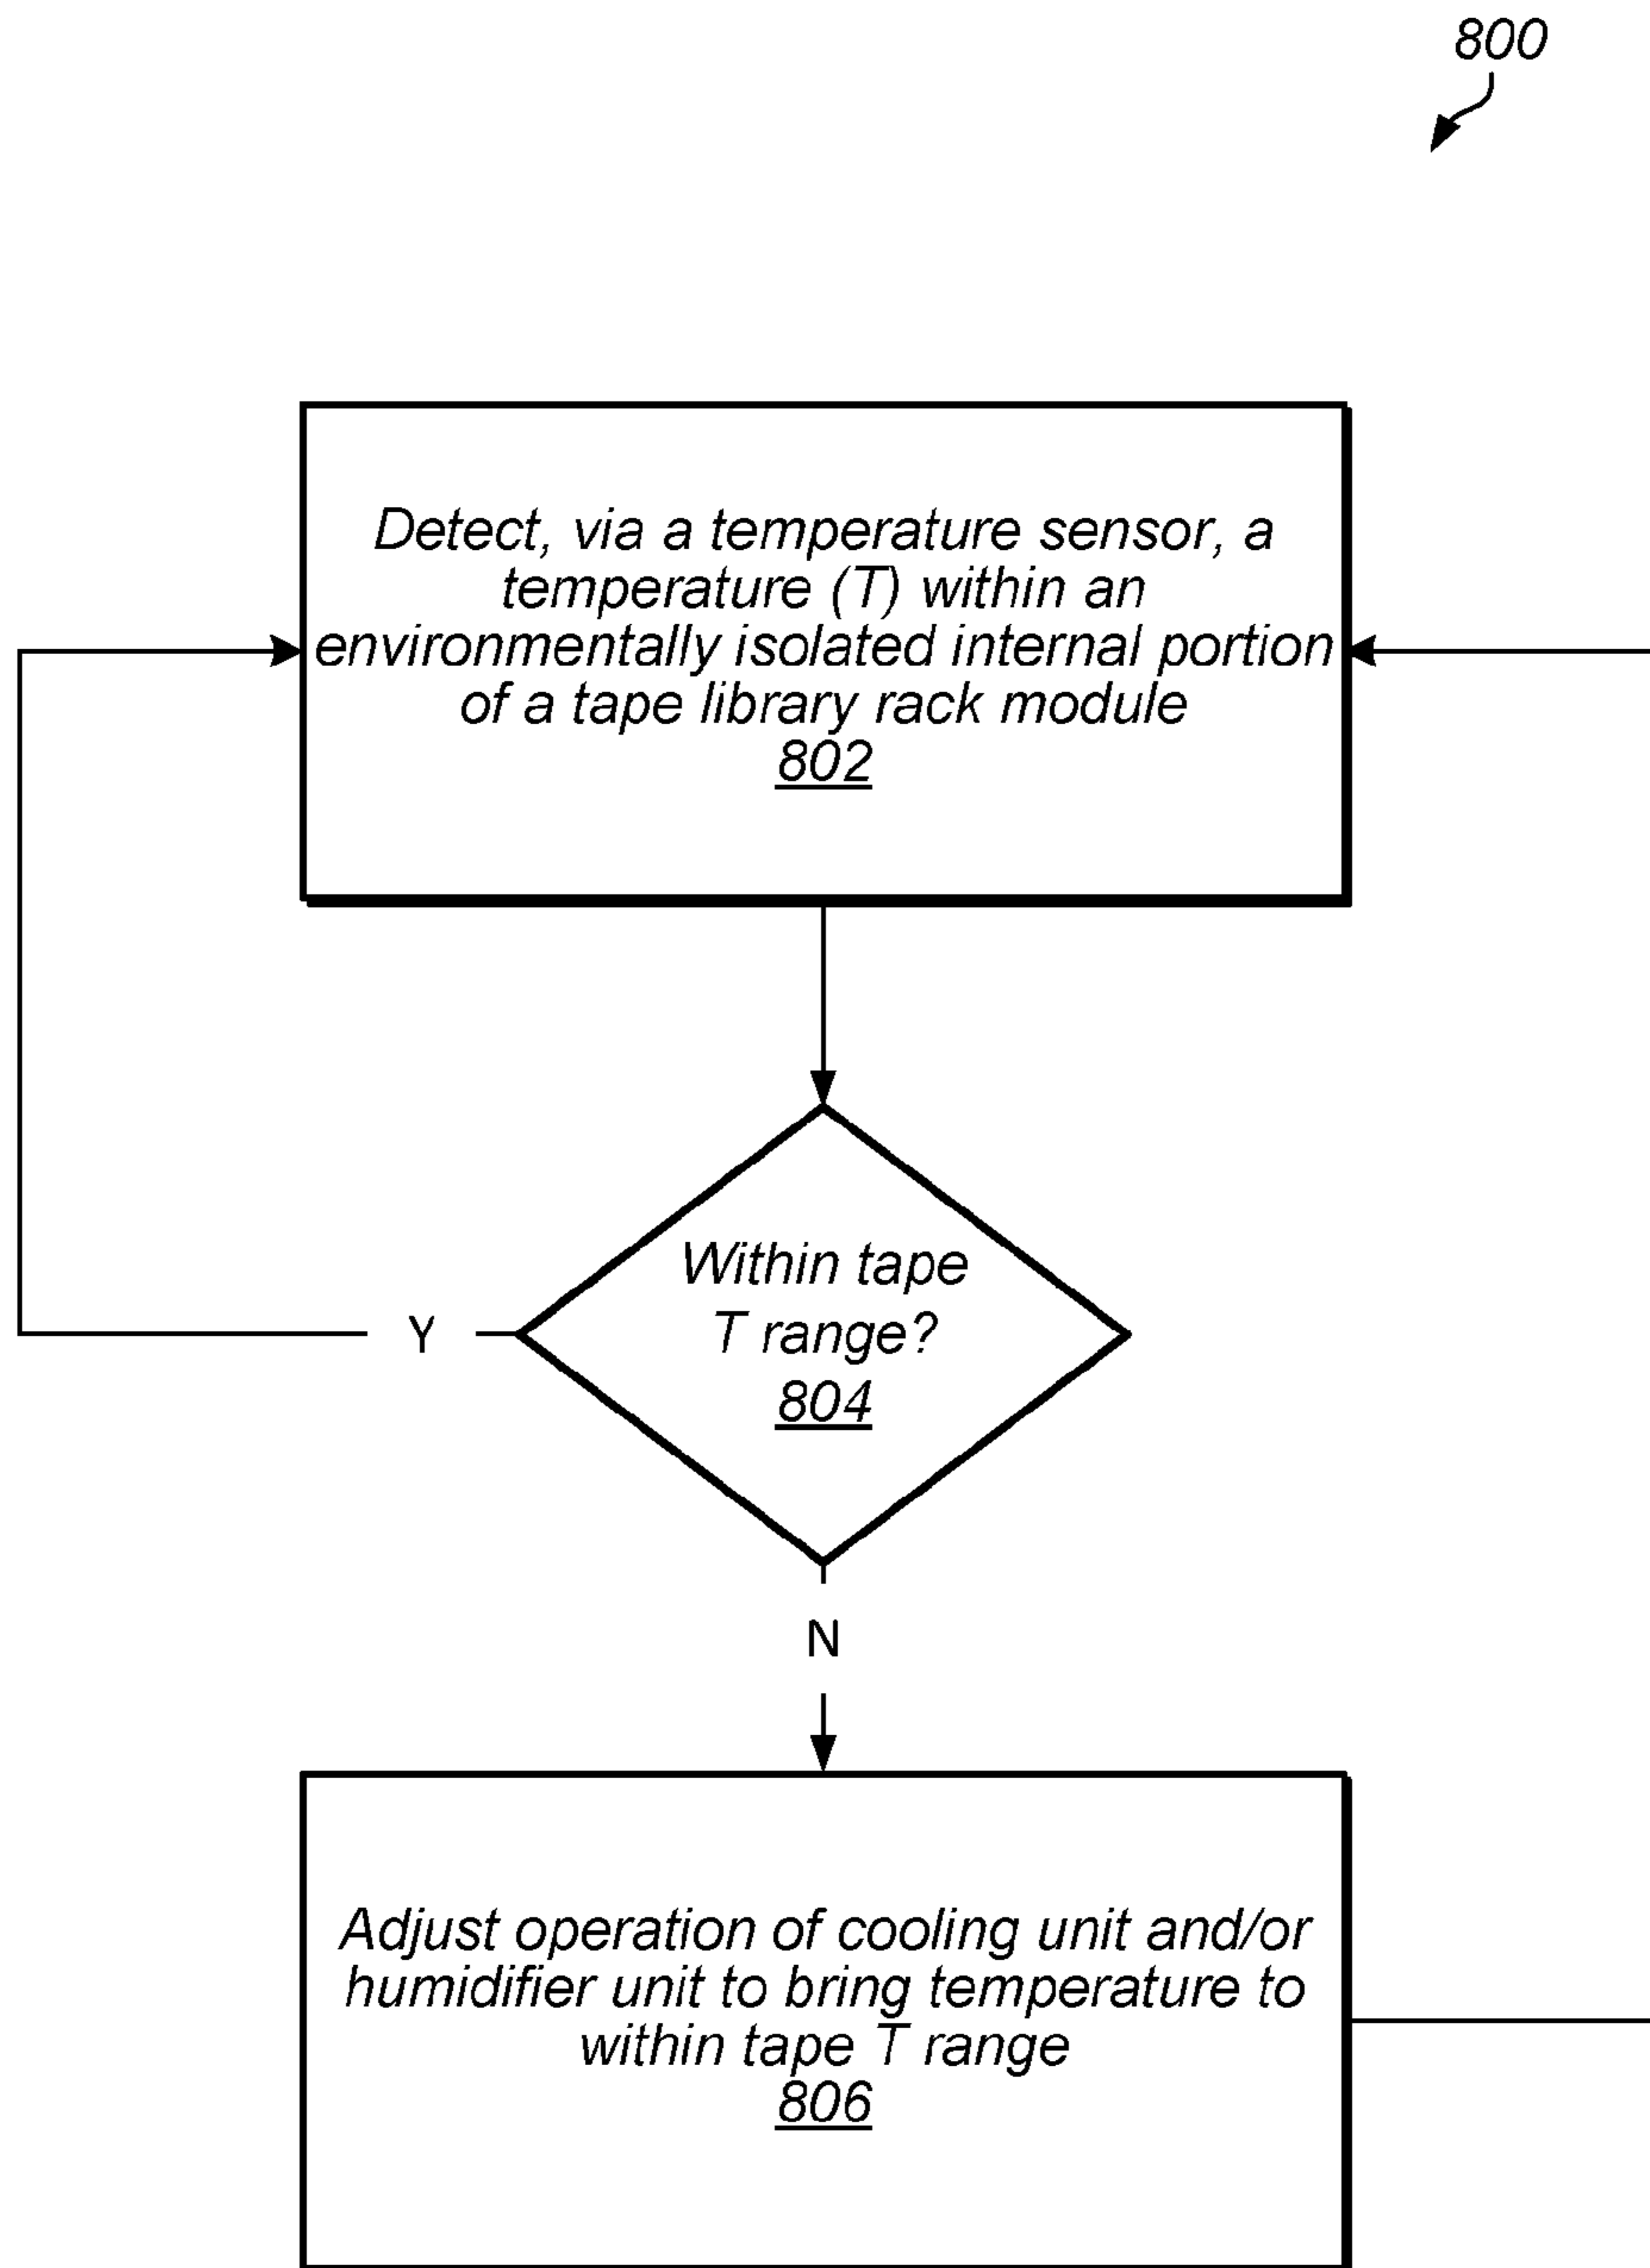 800
Detect, via a temperature sensor, a
temperature (T) within an
environmentally isolated internal portion
of a tape library rack module
802
Within tape
T range?
804
Y
N
Adjust operation of cooling unit and/or
humidifier unit to bring temperature to
within tape T range
806